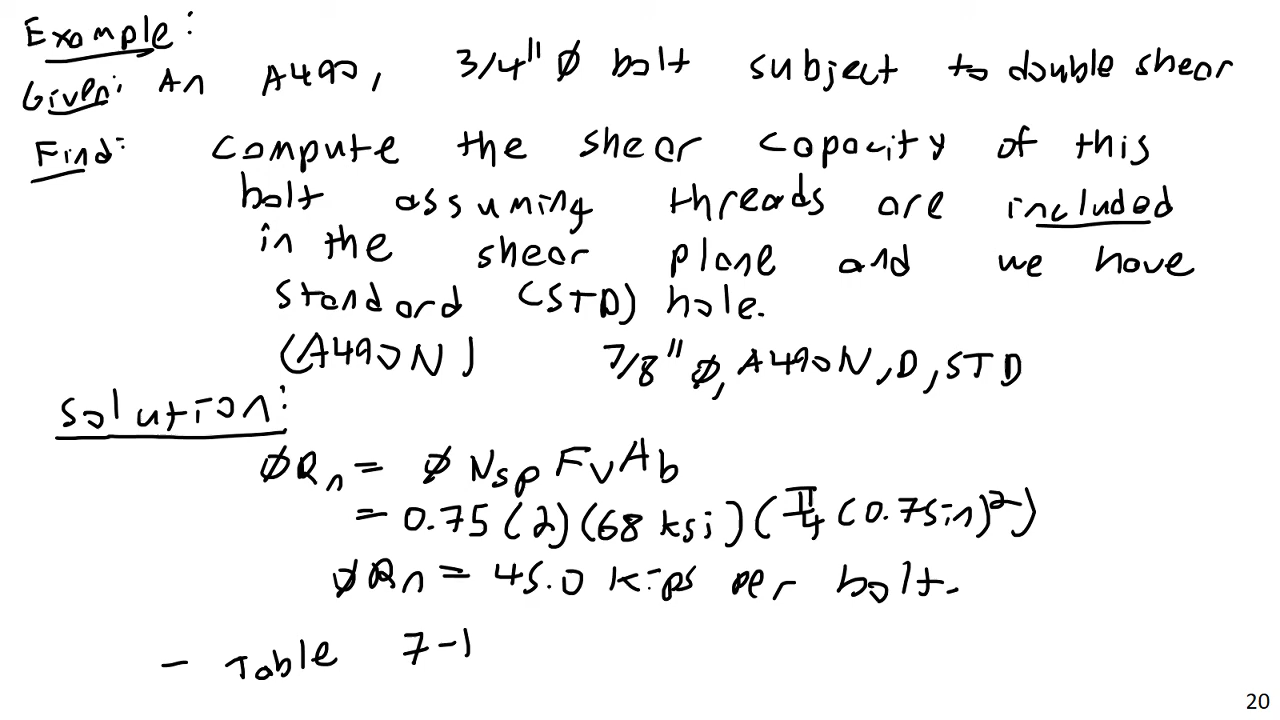 Example:
Given: An A490, 3/4" Ø bolt subject to double shear
Find: compute the shear capacity of this
bolt assuming threads are included
in the shear plane and we have
standard (STD) hole.
(A490N) 7/8" Ø, A490N, D, STD
Solution:
ØRn = Ø Nsp Fv Ab
= 0.75 (2) (68 ksi) (π/4 (0.75in)²)
ØRn = 45.0 kips per bolt.
- Table 7-1
20